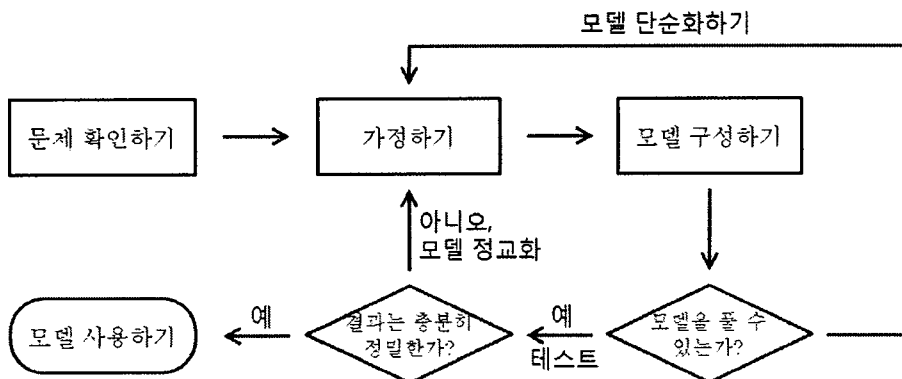 모델 단순화하기
문제 확인하기
가정하기
모델 구성하기
아니오,
모델 정교화
모델 사용하기
예
결과는 충분히
정밀한가?
예
테스트
모델을 풀 수
있는가?